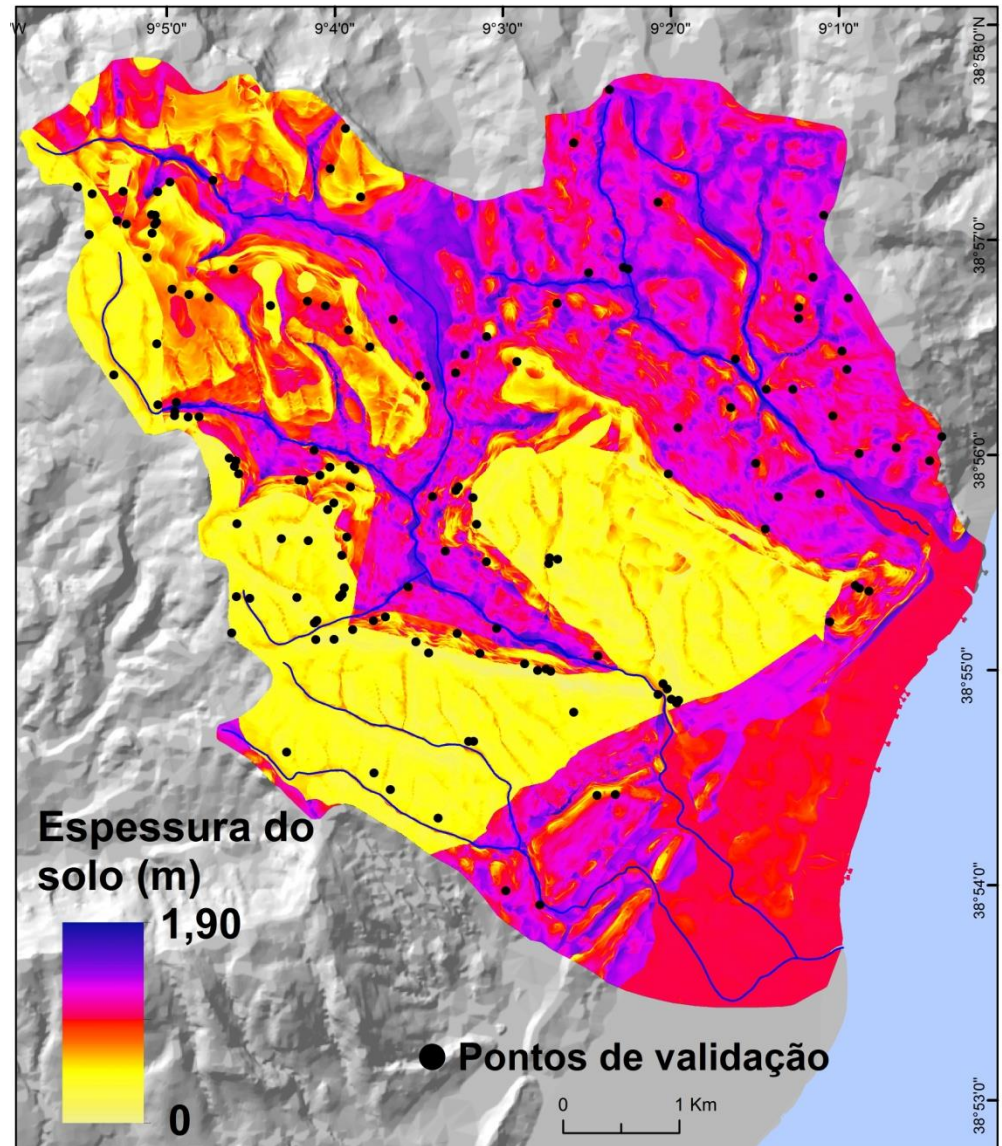 °W 9°5'0" 9°4'0" 9°3'0" 9°2'0" 9°1'0"
38°58'0"N
38°57'0"
38°56'0"
38°55'0"
38°54'0"
38°53'0"
Espessura do
solo (m)
1,90
0
Pontos de validação
0 1 Km